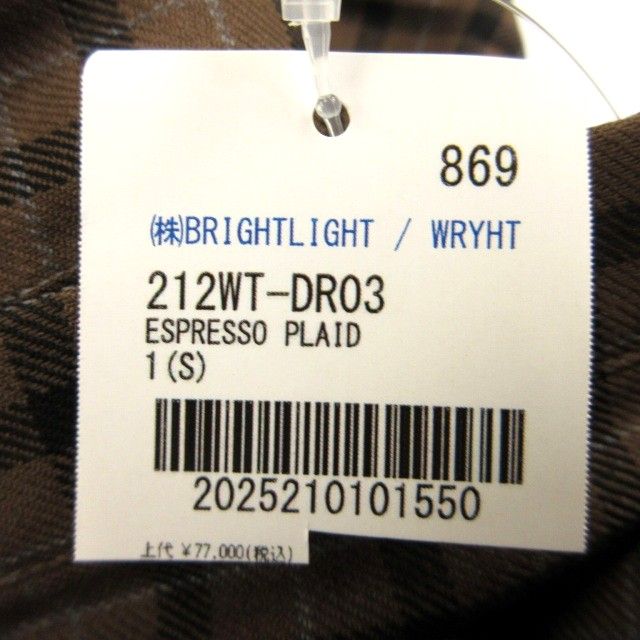 869
㈱BRIGHTLIGHT / WRYHT
212WT-DR03
ESPRESSO PLAID
1(S)
2025210101550
上代 ¥77,000(税込)